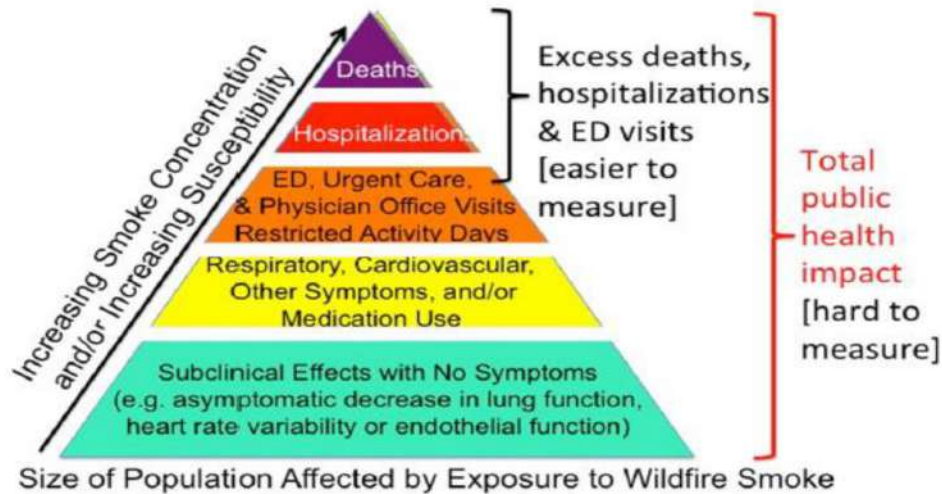 Increasing Smoke Concentration
and/or Increasing Susceptibility
Deaths
Hospitalizations
ED, Urgent Care,
& Physician Office Visits
Restricted Activity Days
Respiratory, Cardiovascular,
Other Symptoms, and/or
Medication Use
Subclinical Effects with No Symptoms
(e.g. asymptomatic decrease in lung function,
heart rate variability or endothelial function)
Size of Population Affected by Exposure to Wildfire Smoke
Excess deaths,
hospitalizations
& ED visits
[easier to
measure]
Total
public
health
impact
[hard to
measure]